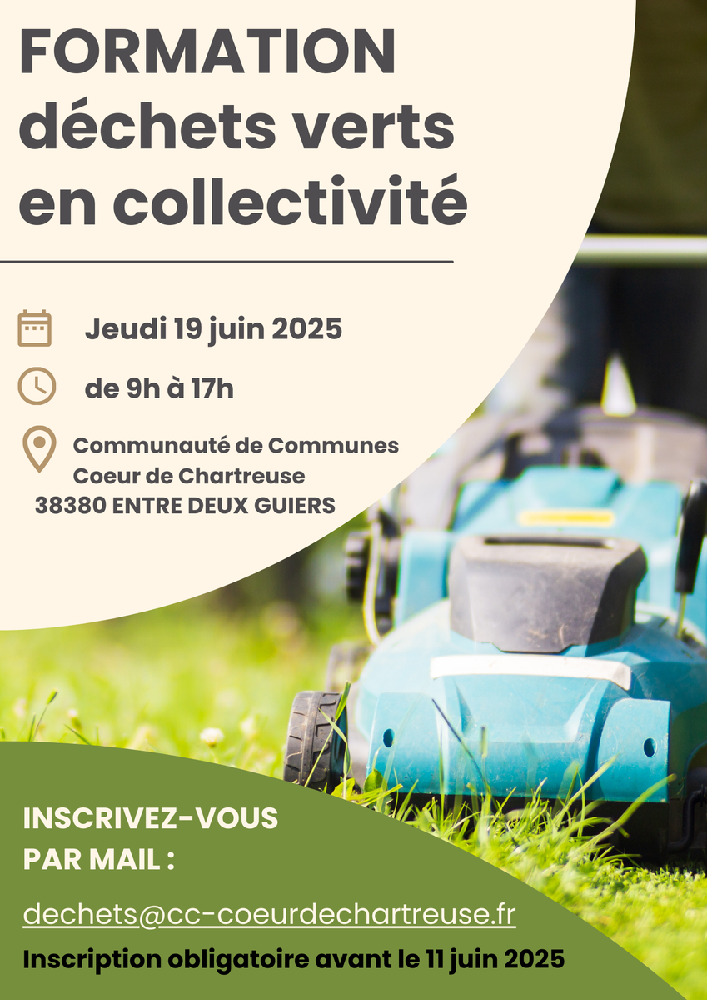 FORMATION
déchets verts
en collectivité
Jeudi 19 juin 2025
de 9h à 17h
Communauté de Communes
Coeur de Chartreuse
38380 ENTRE DEUX GUIERS
INSCRIVEZ-VOUS
PAR MAIL :
dechets@cc-coeurdechartreuse.fr
Inscription obligatoire avant le 11 juin 2025